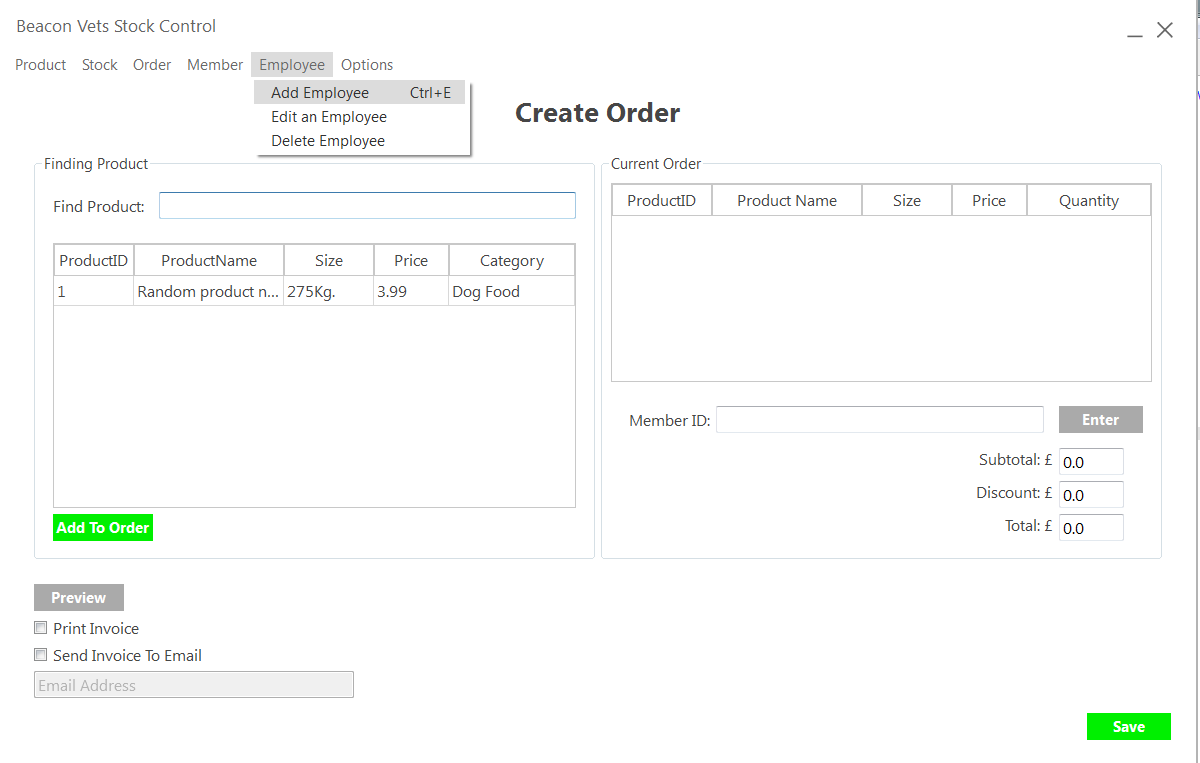 Beacon Vets Stock Control
Product Stock Order Member Employee Options
Add Employee Ctrl+E
Edit an Employee
Delete Employee
Create Order
Finding Product
Find Product:
ProductID ProductName Size Price Category
1 Random product n... 275Kg. 3.99 Dog Food
Add To Order
Current Order
ProductID Product Name Size Price Quantity
Member ID: Enter
Subtotal: £ 0.0
Discount: £ 0.0
Total: £ 0.0
Preview
Print Invoice
Send Invoice To Email
Email Address
Save